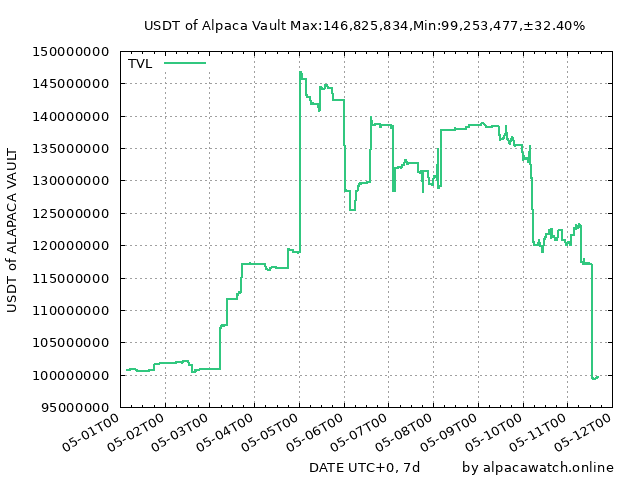 USDT of Alpaca Vault Max:146,825,834,Min:99,253,477,±32.40%
150000000
TVL
145000000
140000000
135000000
130000000
125000000
120000000
115000000
110000000
105000000
100000000
95000000
USDT of ALAPACA VAULT
05-01T00
05-02T00
05-03T00
05-04T00
05-05T00
05-06T00
05-07T00
05-08T00
05-09T00
05-10T00
05-11T00
05-12T00
DATE UTC+0, 7d
by alpacawatch.online